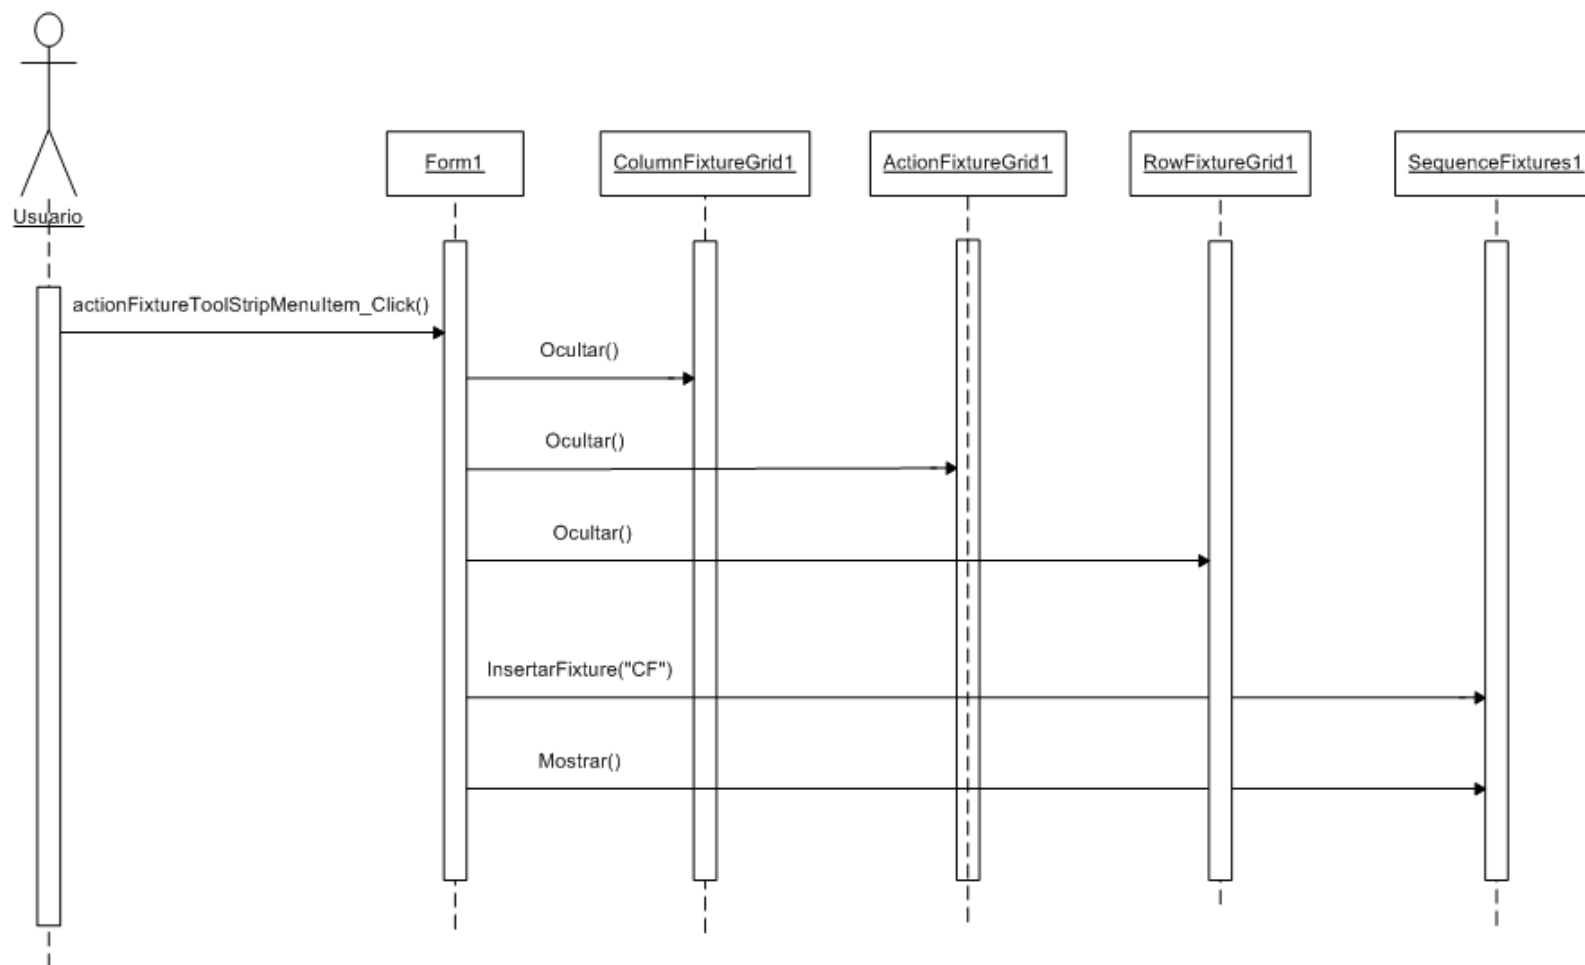 Usuario
Form1
ColumnFixtureGrid1
ActionFixtureGrid1
RowFixtureGrid1
SequenceFixtures1
actionFixtureToolStripMenuItem_Click()
Ocultar()
Ocultar()
Ocultar()
InsertarFixture("CF")
Mostrar()